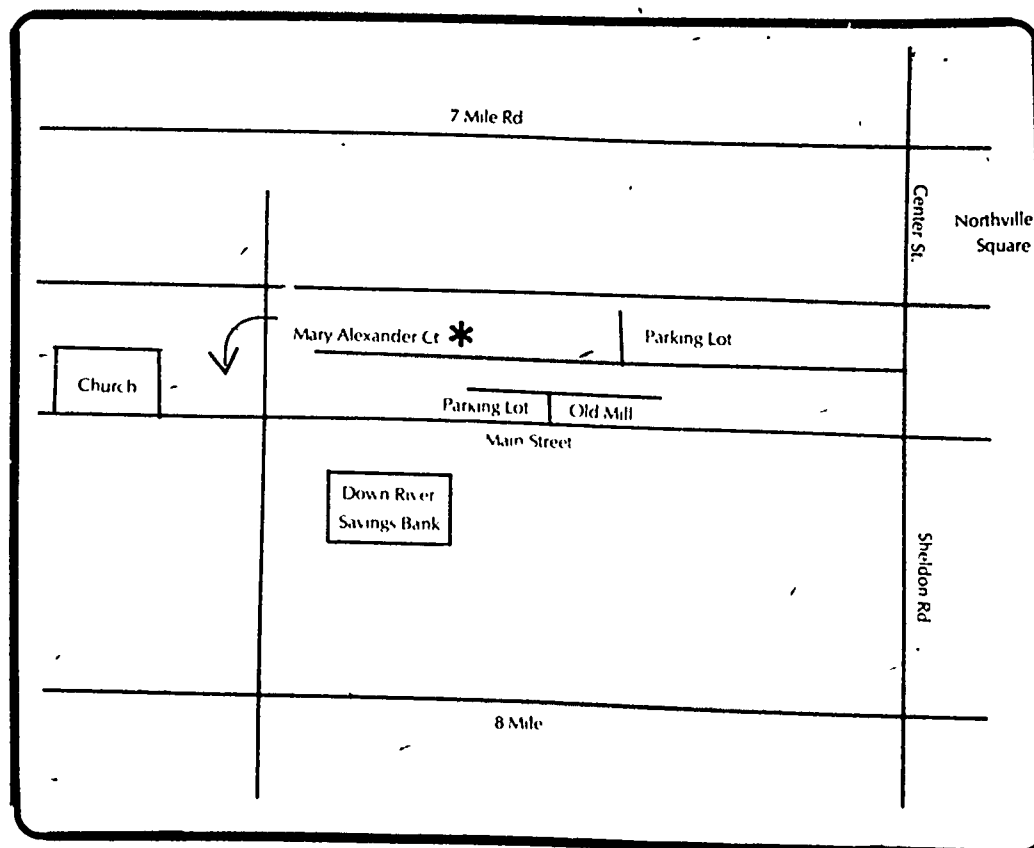 7 Mile Rd
Center St.
Northville
Square
Mary Alexander Ct *
Parking Lot
Church
Parking Lot
Old Mill
Main Street
Down River
Savings Bank
Sheldon Rd
8 Mile